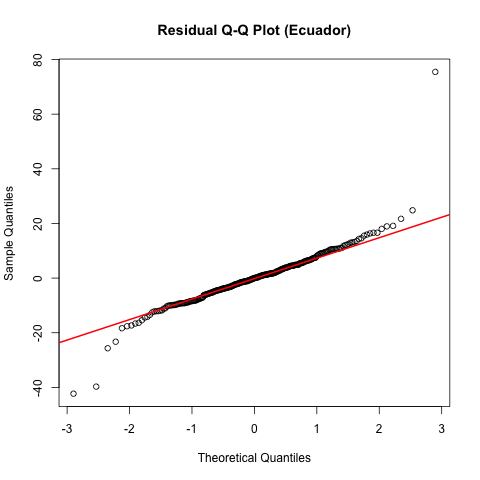 Residual Q-Q Plot (Ecuador)
Sample Quantiles
80
60
40
20
0
-20
-40
-3 -2 -1 0 1 2 3
Theoretical Quantiles